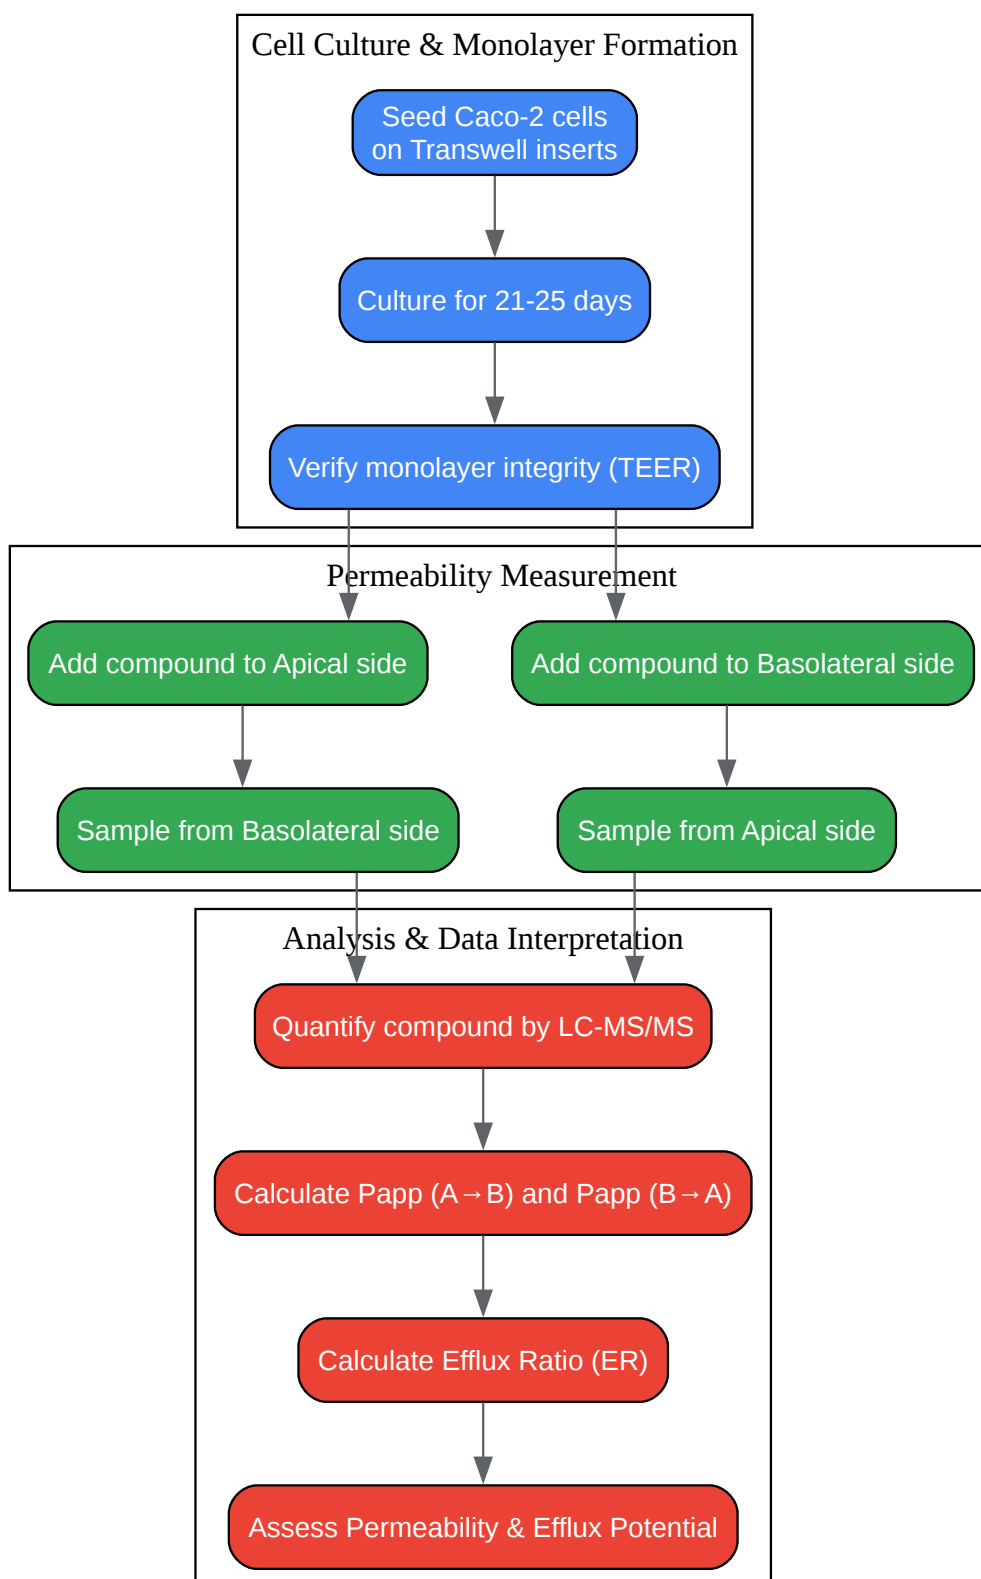 Cell Culture & Monolayer Formation
Seed Caco-2 cells
on Transwell inserts
Culture for 21-25 days
Verify monolayer integrity (TEER)
Permeability Measurement
Add compound to Apical side
Add compound to Basolateral side
Sample from Basolateral side
Sample from Apical side
Analysis & Data Interpretation
Quantify compound by LC-MS/MS
Calculate Papp (A→B) and Papp (B→A)
Calculate Efflux Ratio (ER)
Assess Permeability & Efflux Potential